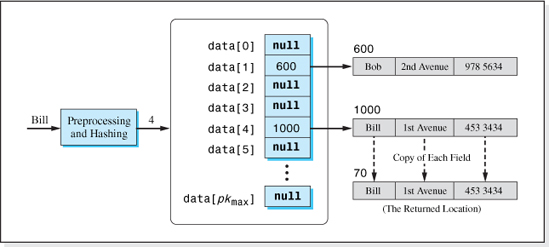 data[0] null
600
data[1] 600
Bob 2nd Avenue 978 5634
data[2] null
data[3] null
1000
Bill Preprocessing and Hashing 4
data[4] 1000
Bill 1st Avenue 453 3434
data[5] null
Copy of Each Field
70
data[pkmax] null
Bill 1st Avenue 453 3434
(The Returned Location)